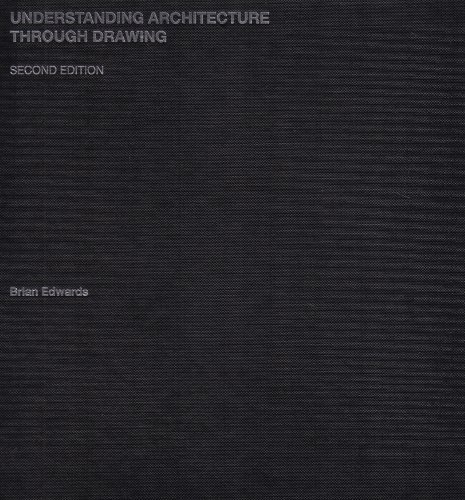 UNDERSTANDING ARCHITECTURE
THROUGH DRAWING
SECOND EDITION
Brian Edwards